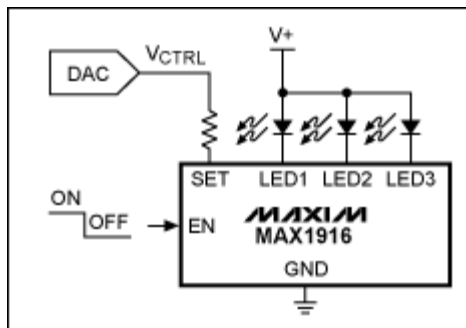 V+
VCTRL
DAC
SET LED1 LED2 LED3
ON
OFF
EN
MAXIM
MAX1916
GND